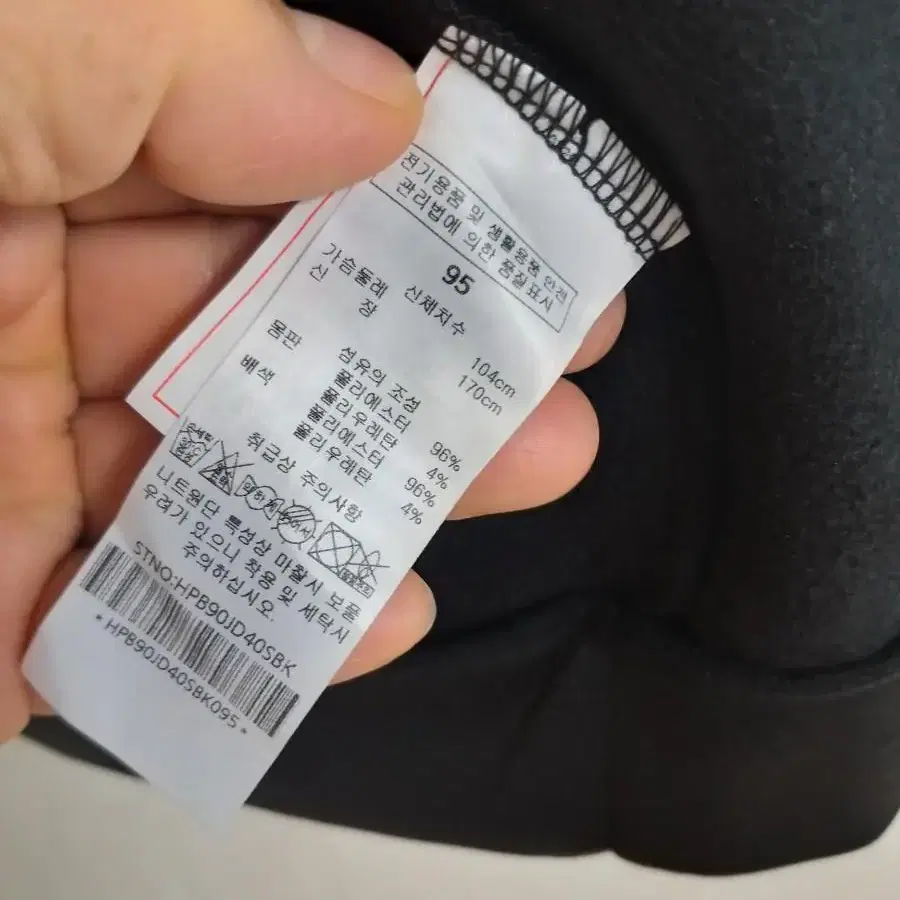 전기용품 및 생활용품 안전
관리법에 의한 품질표시
95
신체치수
가슴둘레 104cm
신 장 170cm
섬유의 조성
몸판 폴리에스터 96%
폴리우레탄 4%
배색 폴리에스터 96%
폴리우레탄 4%
취급상 주의사항
니트원단 특성상 마찰시 보풀
우려가 있으니 착용 및 세탁시
주의하십시오.
STNO:HPB90JD40SBK
*HPB90JD40SBK095*